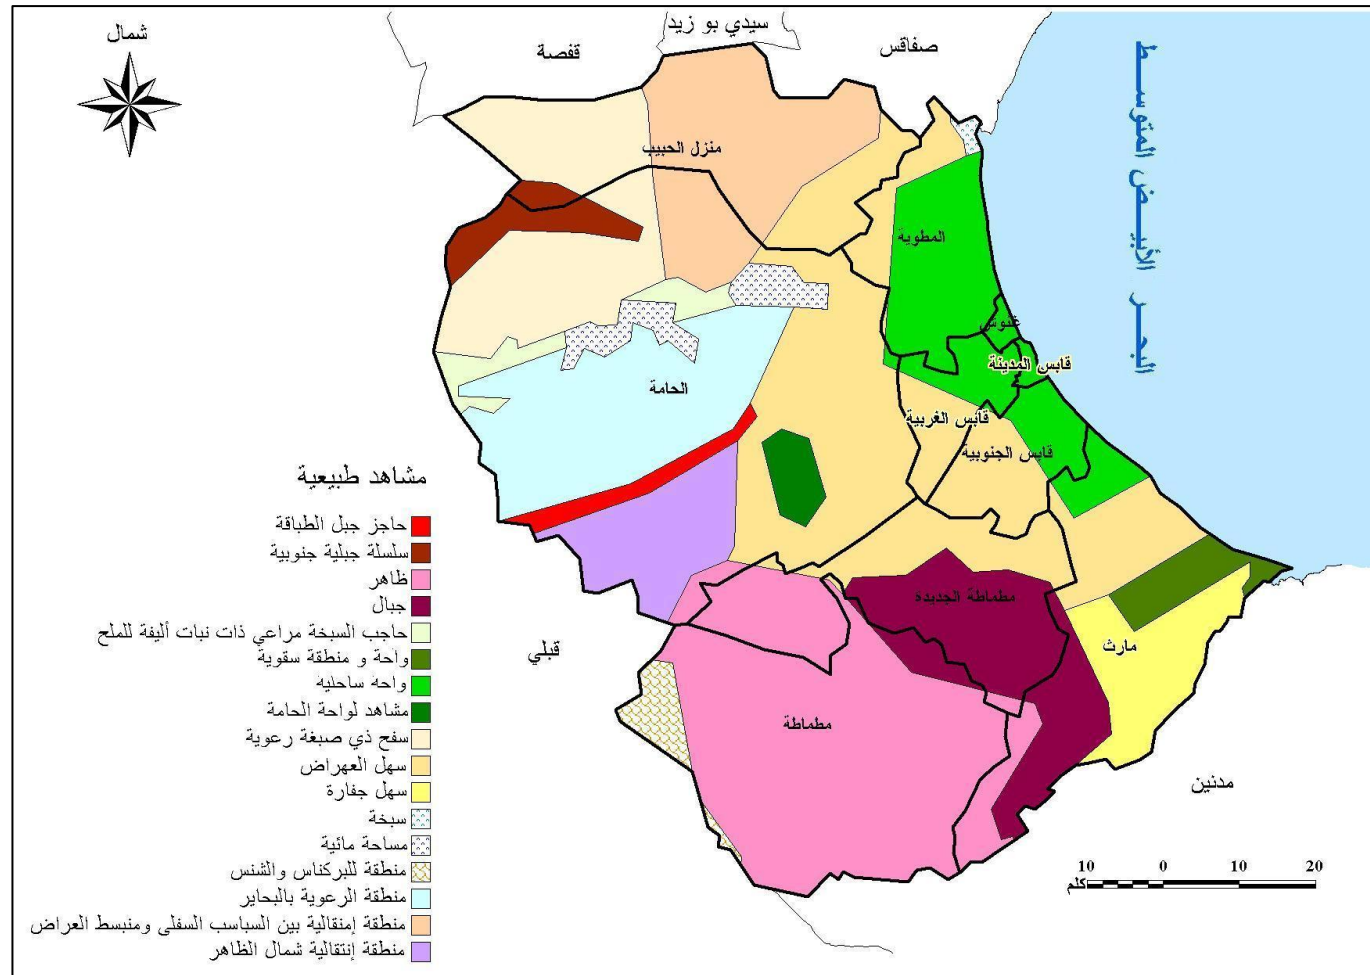 سيدي بو زيد
شمال
قفصة
صفاقس
البحـــر الأبيـــض المتوســـط
منزل الحبيب
المطوية
غنوش
قابس المدينة
الحامة
قابس الغربية
قابس الجنوبية
مطماطة الجديدة
مارث
قبلي
مطماطة
مدنين
مشاهد طبيعية
حاجز جبل الطباقة
سلسلة جبلية جنوبية
ظاهر
جبال
حاجب السبخة مراعي ذات نبات أليفة للملح
واحة و منطقة سقوية
واحه ساحليه
مشاهد لواحة الحامة
سفح ذي صبغة رعوية
سهل العهراض
سهل جفارة
سبخة
مساحة مائية
منطقة للبركناس والشنس
منطقة الرعوية بالبحاير
منطقة إمنقالية بين السباسب السفلى ومنبسط العراض
منطقة إنتقالية شمال الظاهر
10 0 10 20
كلم